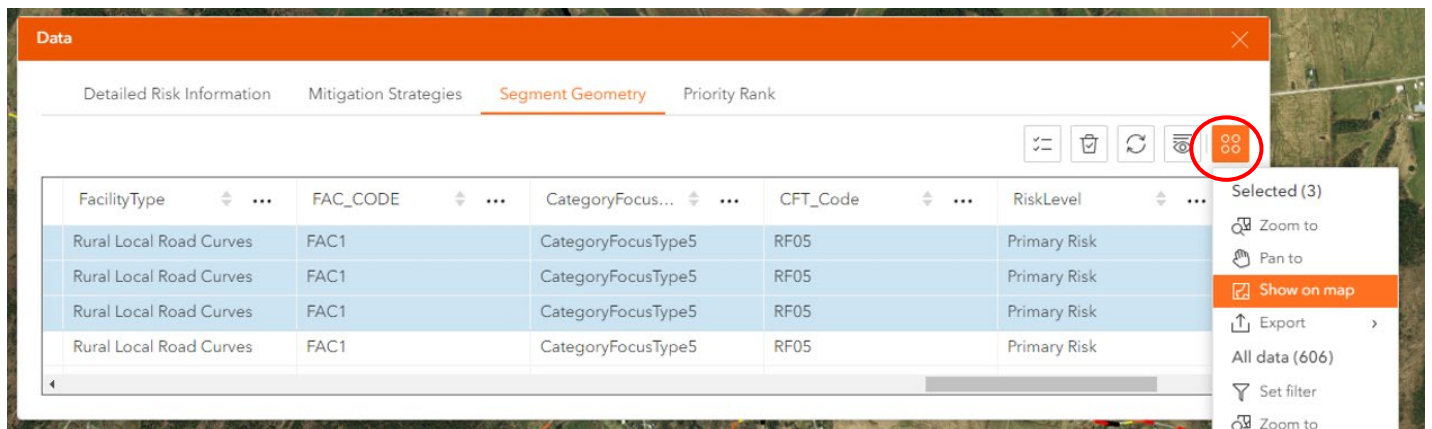 Data
Detailed Risk Information Mitigation Strategies Segment Geometry Priority Rank
FacilityType ... FAC_CODE ... CategoryFocus... ... CFT_Code ... RiskLevel ...
Rural Local Road Curves FAC1 CategoryFocusType5 RF05 Primary Risk
Rural Local Road Curves FAC1 CategoryFocusType5 RF05 Primary Risk
Rural Local Road Curves FAC1 CategoryFocusType5 RF05 Primary Risk
Rural Local Road Curves FAC1 CategoryFocusType5 RF05 Primary Risk
Selected (3)
Zoom to
Pan to
Show on map
Export
All data (606)
Set filter
Zoom to